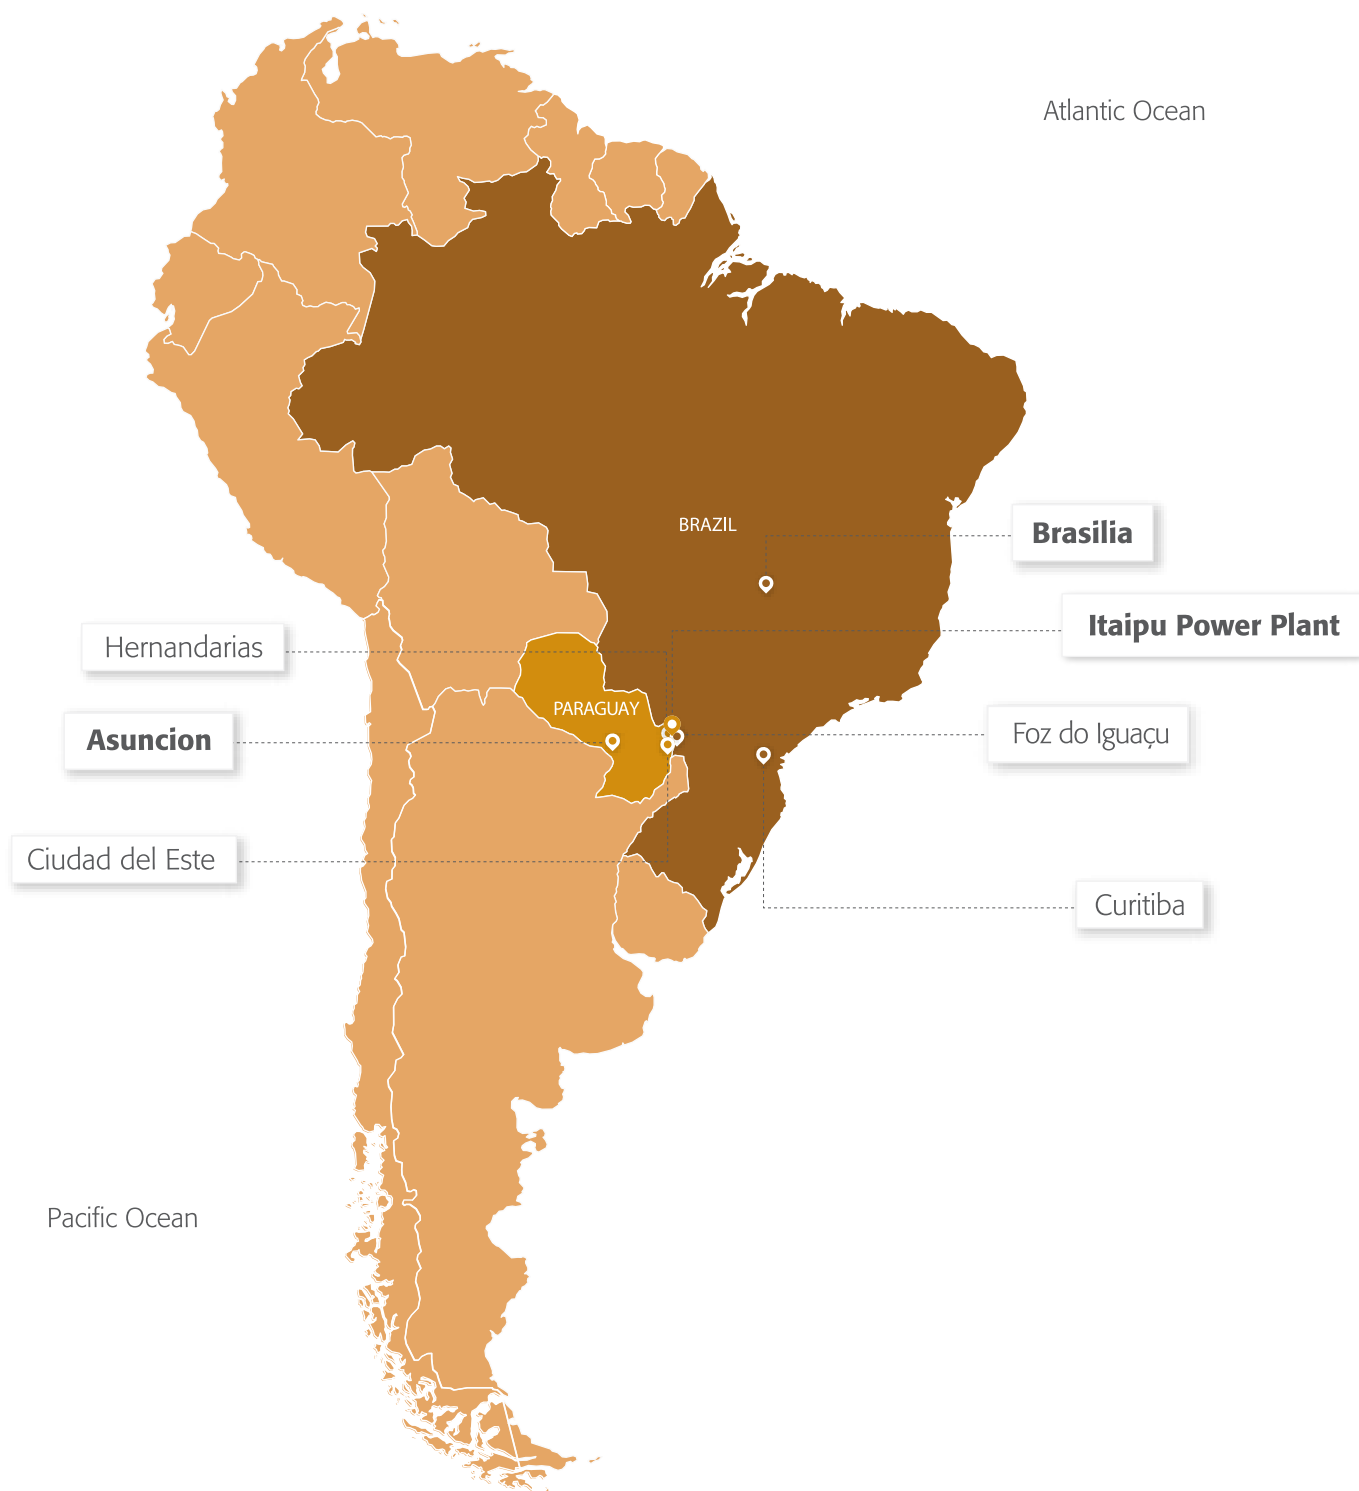 Atlantic Ocean
BRAZIL
Brasilia
Itaipu Power Plant
Hernandarias
PARAGUAY
Asuncion
Foz do Iguaçu
Ciudad del Este
Curitiba
Pacific Ocean